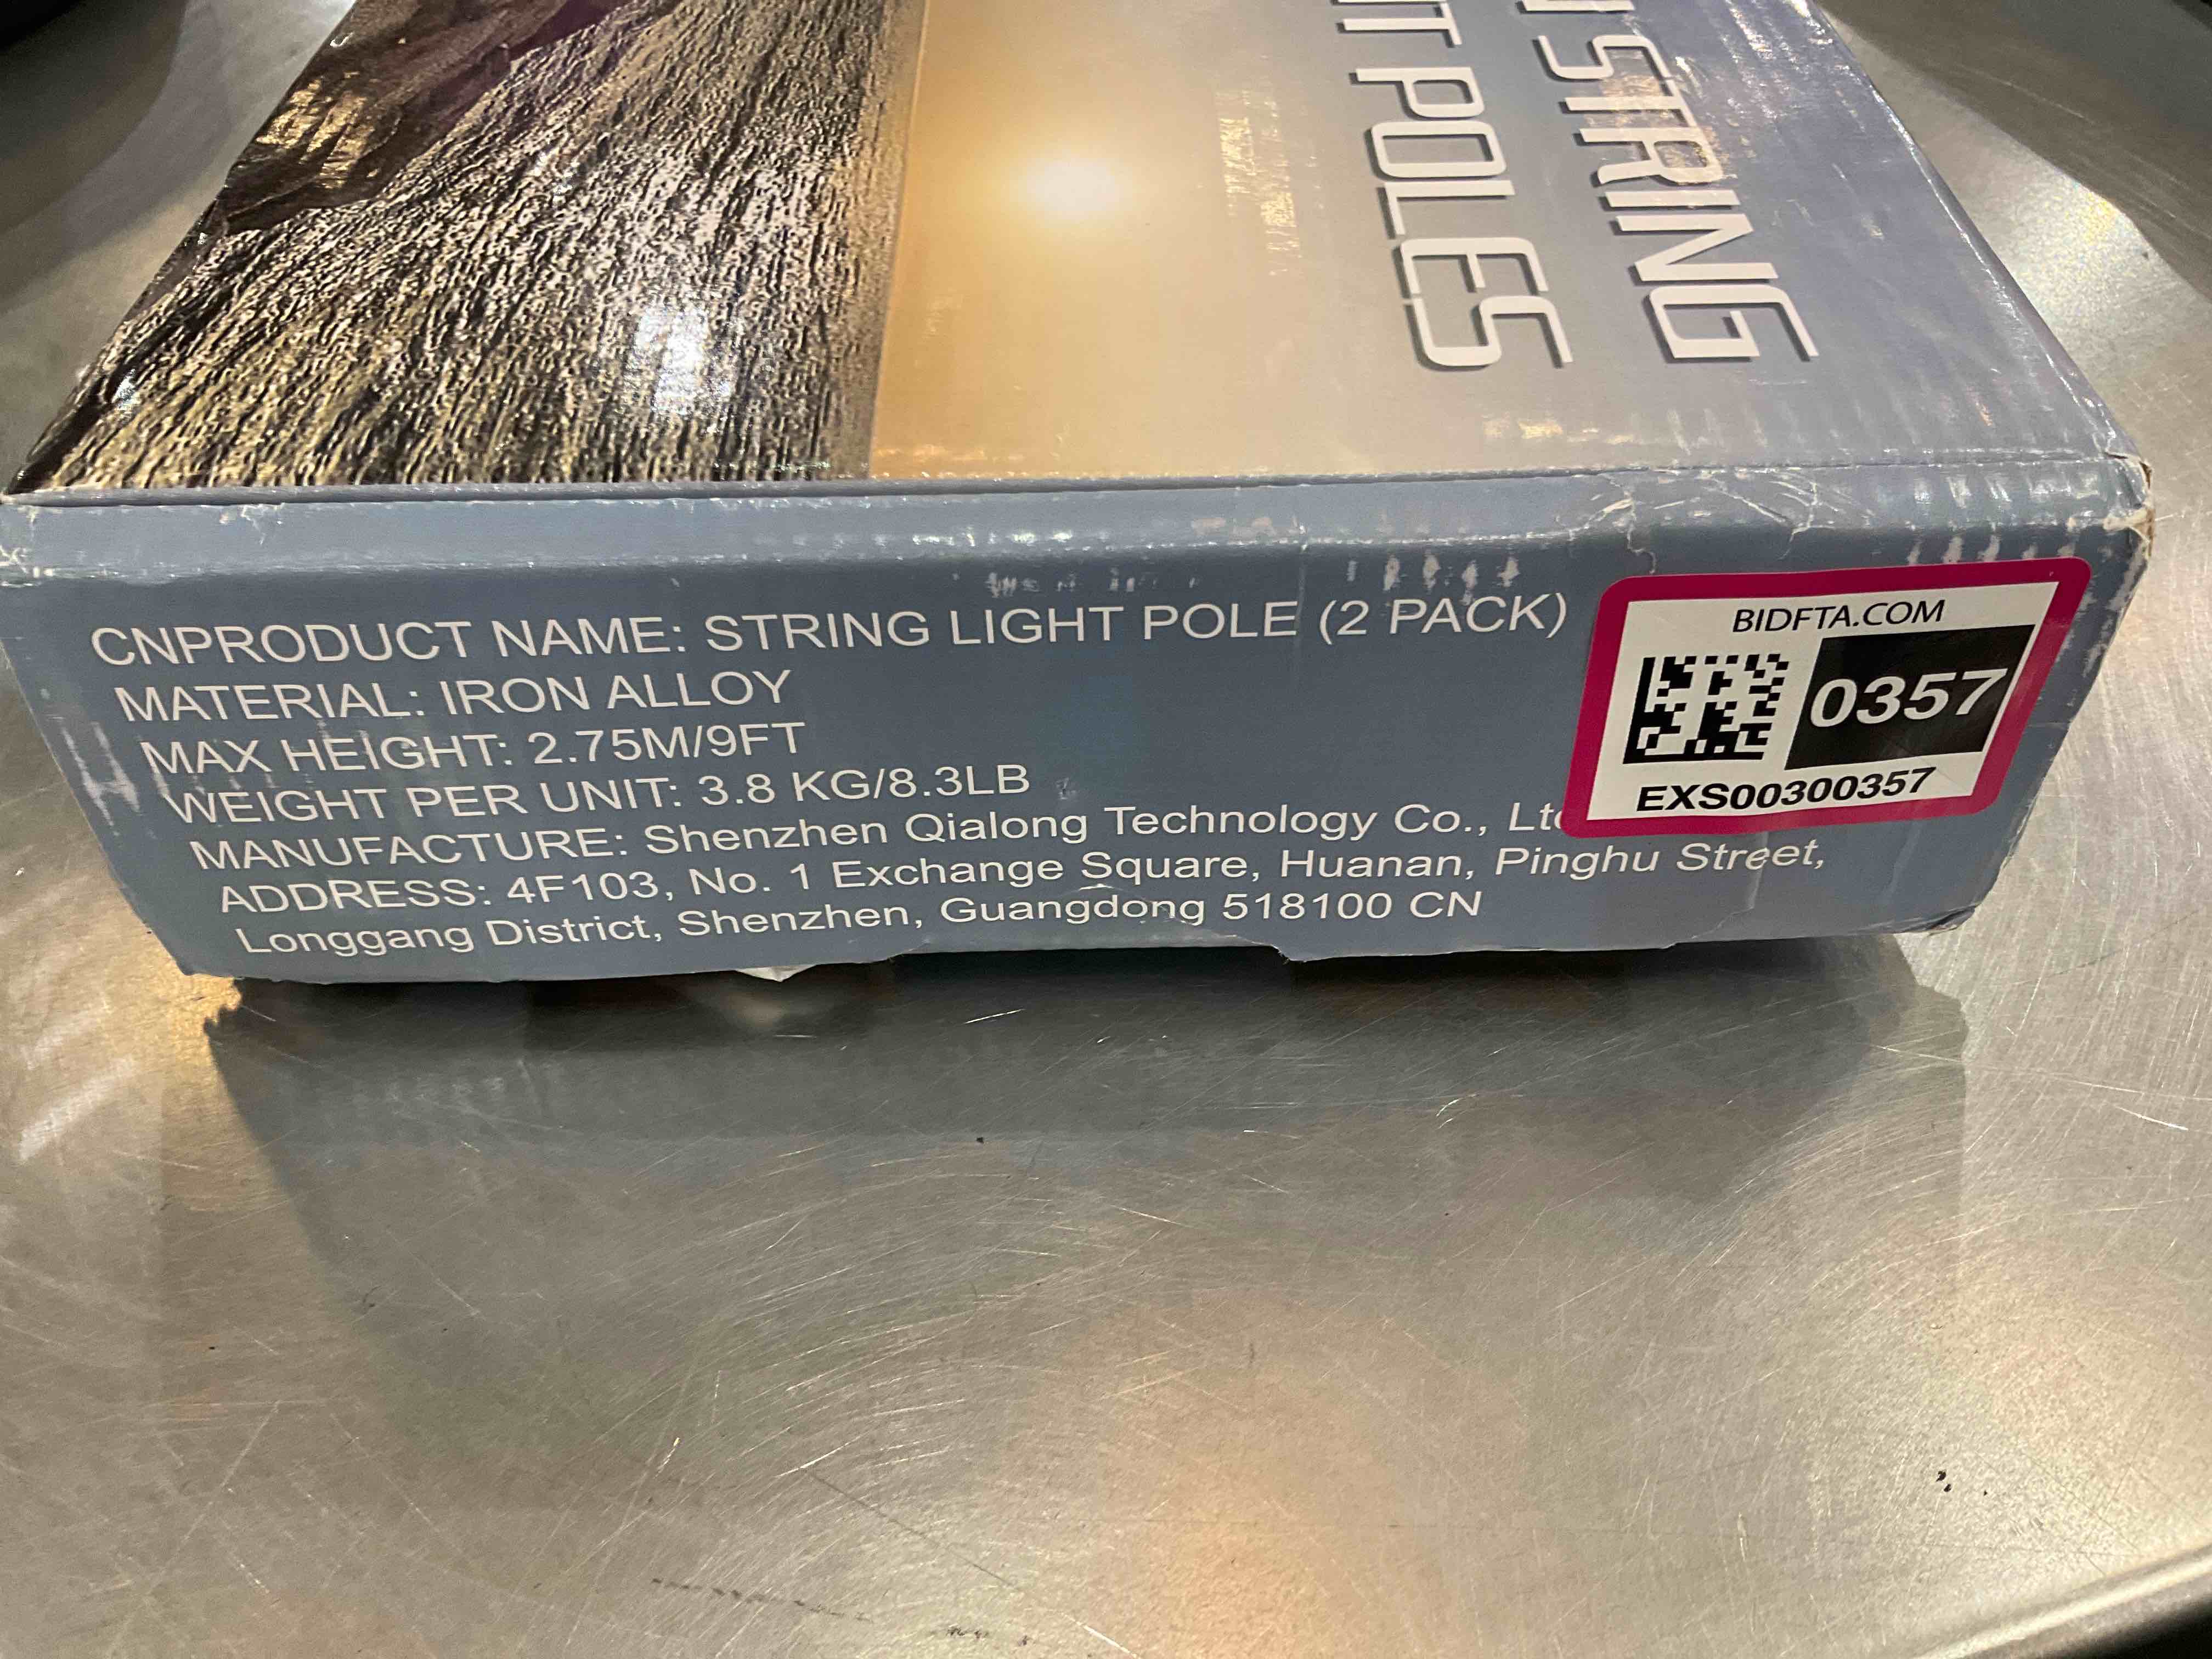 STRING
POLES
CNPRODUCT NAME: STRING LIGHT POLE (2 PACK)
MATERIAL: IRON ALLOY
MAX HEIGHT: 2.75M/9FT
WEIGHT PER UNIT: 3.8 KG/8.3LB
MANUFACTURE: Shenzhen Qialong Technology Co., Ltd
ADDRESS: 4F103, No. 1 Exchange Square, Huanan, Pinghu Street,
Longgang District, Shenzhen, Guangdong 518100 CN
BIDFTA.COM
0357
EXS00300357